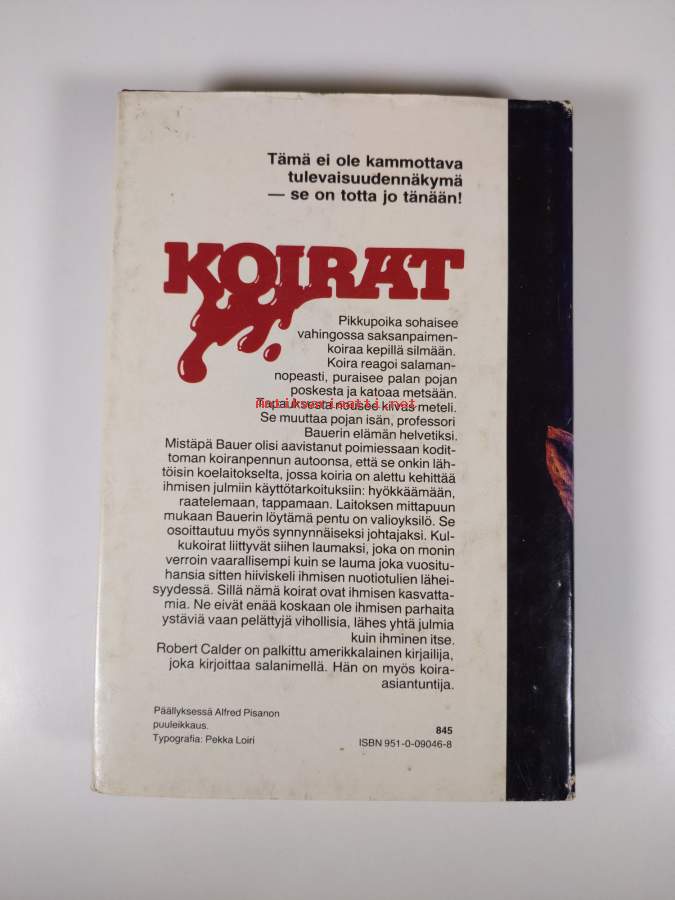 Tämä ei ole kammottava
tulevaisuudennäkymä
— se on totta jo tänään!
KOIRAT
Pikkupoika sohaisee
vahingossa saksanpaimen-
koiraa kepillä silmään.
Koira reagoi salaman-
nopeasti, puraisee palan pojan
poskesta ja katoaa metsään.
Tapauksesta nousee kiivas meteli.
antikvariaatti.net
Se muuttaa pojan isän, professori
Bauerin elämän helvetiksi.
Mistäpä Bauer olisi aavistanut poimiessaan kodit-
toman koiranpennun autoonsa, että se onkin läh-
töisin koelaitokselta, jossa koiria on alettu kehittää
ihmisen julmiin käyttötarkoituksiin: hyökkäämään,
raatelemaan, tappamaan. Laitoksen mittapuun
mukaan Bauerin löytämä pentu on valioyksilö. Se
osoittautuu myös synnynnäiseksi johtajaksi. Kul-
kukoirat liittyvät siihen laumaksi, joka on monin
verroin vaarallisempi kuin se lauma joka vuositu-
hansia sitten hiiviskeli ihmisen nuotiotulien lähei-
syydessä. Sillä nämä koirat ovat ihmisen kasvatta-
mia. Ne eivät enää koskaan ole ihmisen parhaita
ystäviä vaan pelättyjä vihollisia, lähes yhtä julmia
kuin ihminen itse.
Robert Calder on palkittu amerikkalainen kirjailija,
joka kirjoittaa salanimellä. Hän on myös koira-
asiantuntija.
Päällyksessä Alfred Pisanon
puuleikkaus.
Typografia: Pekka Loiri
845
ISBN 951-0-09046-8